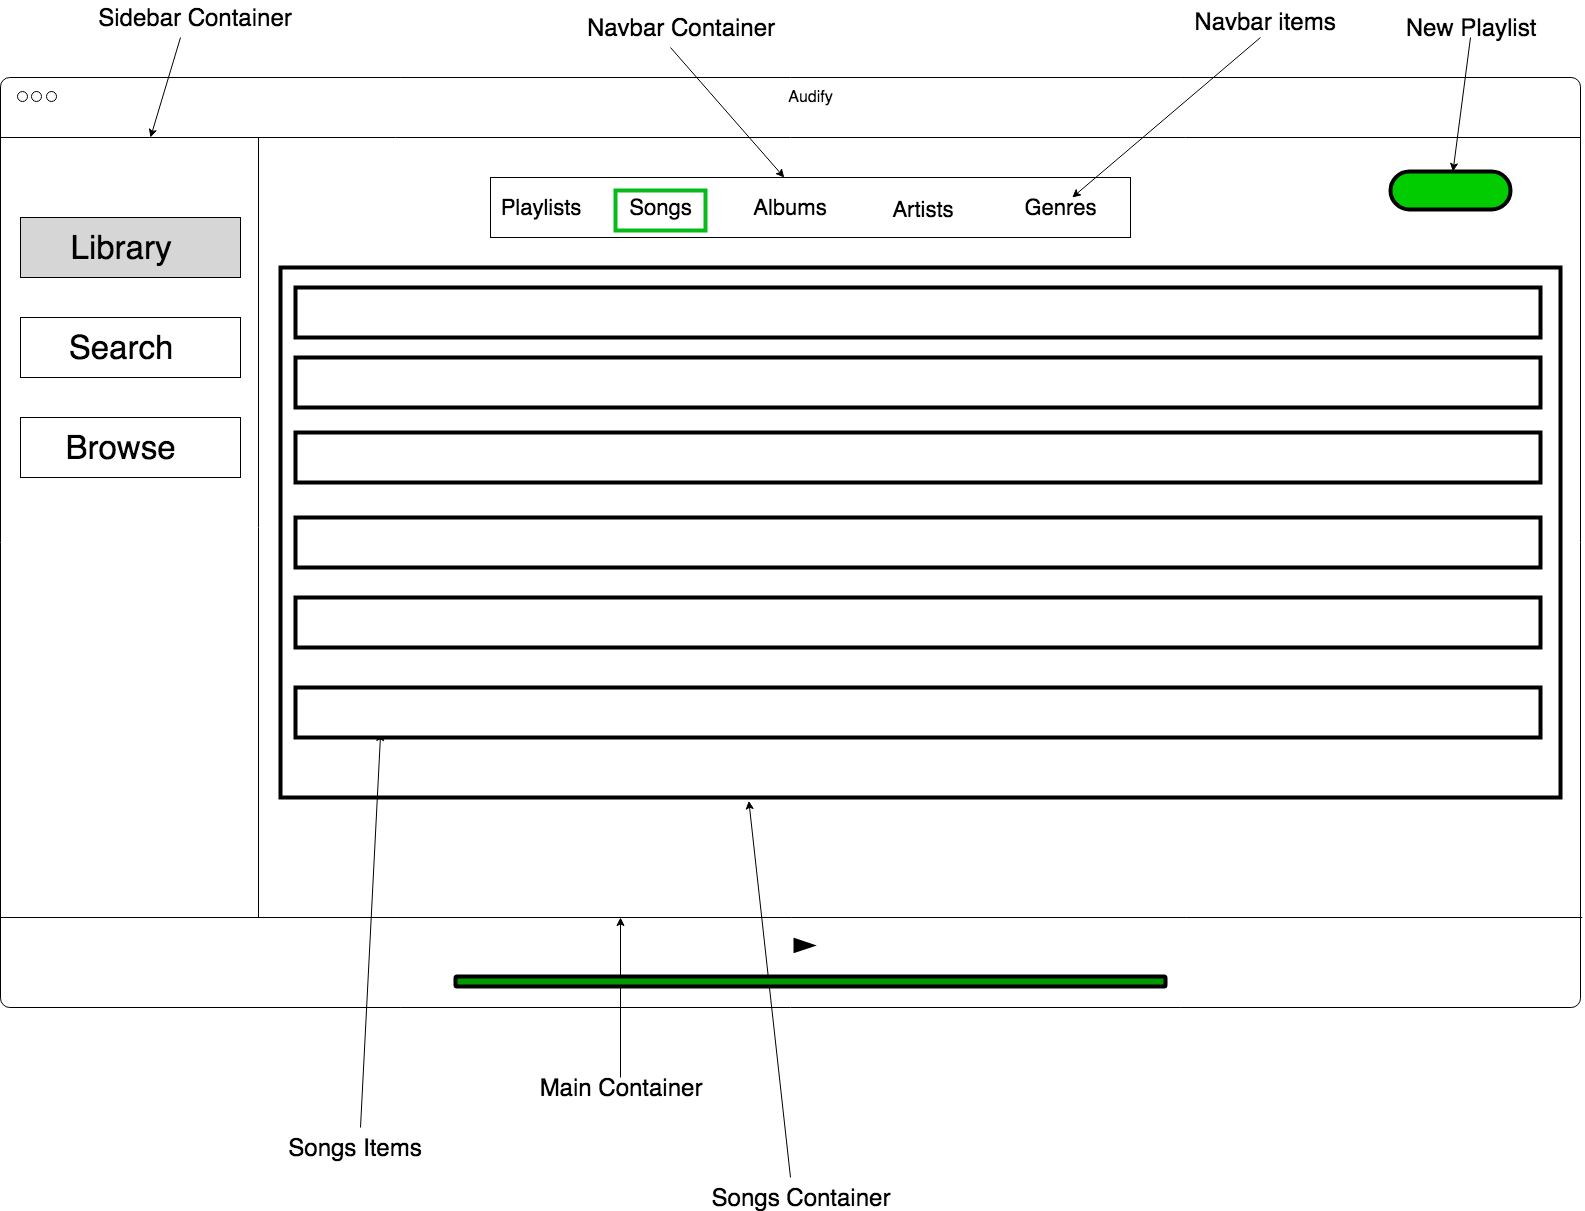 Sidebar Container
Navbar Container
Navbar items
New Playlist
Audify
Playlists
Songs
Albums
Artists
Genres
Library
Search
Browse
Main Container
Songs Items
Songs Container